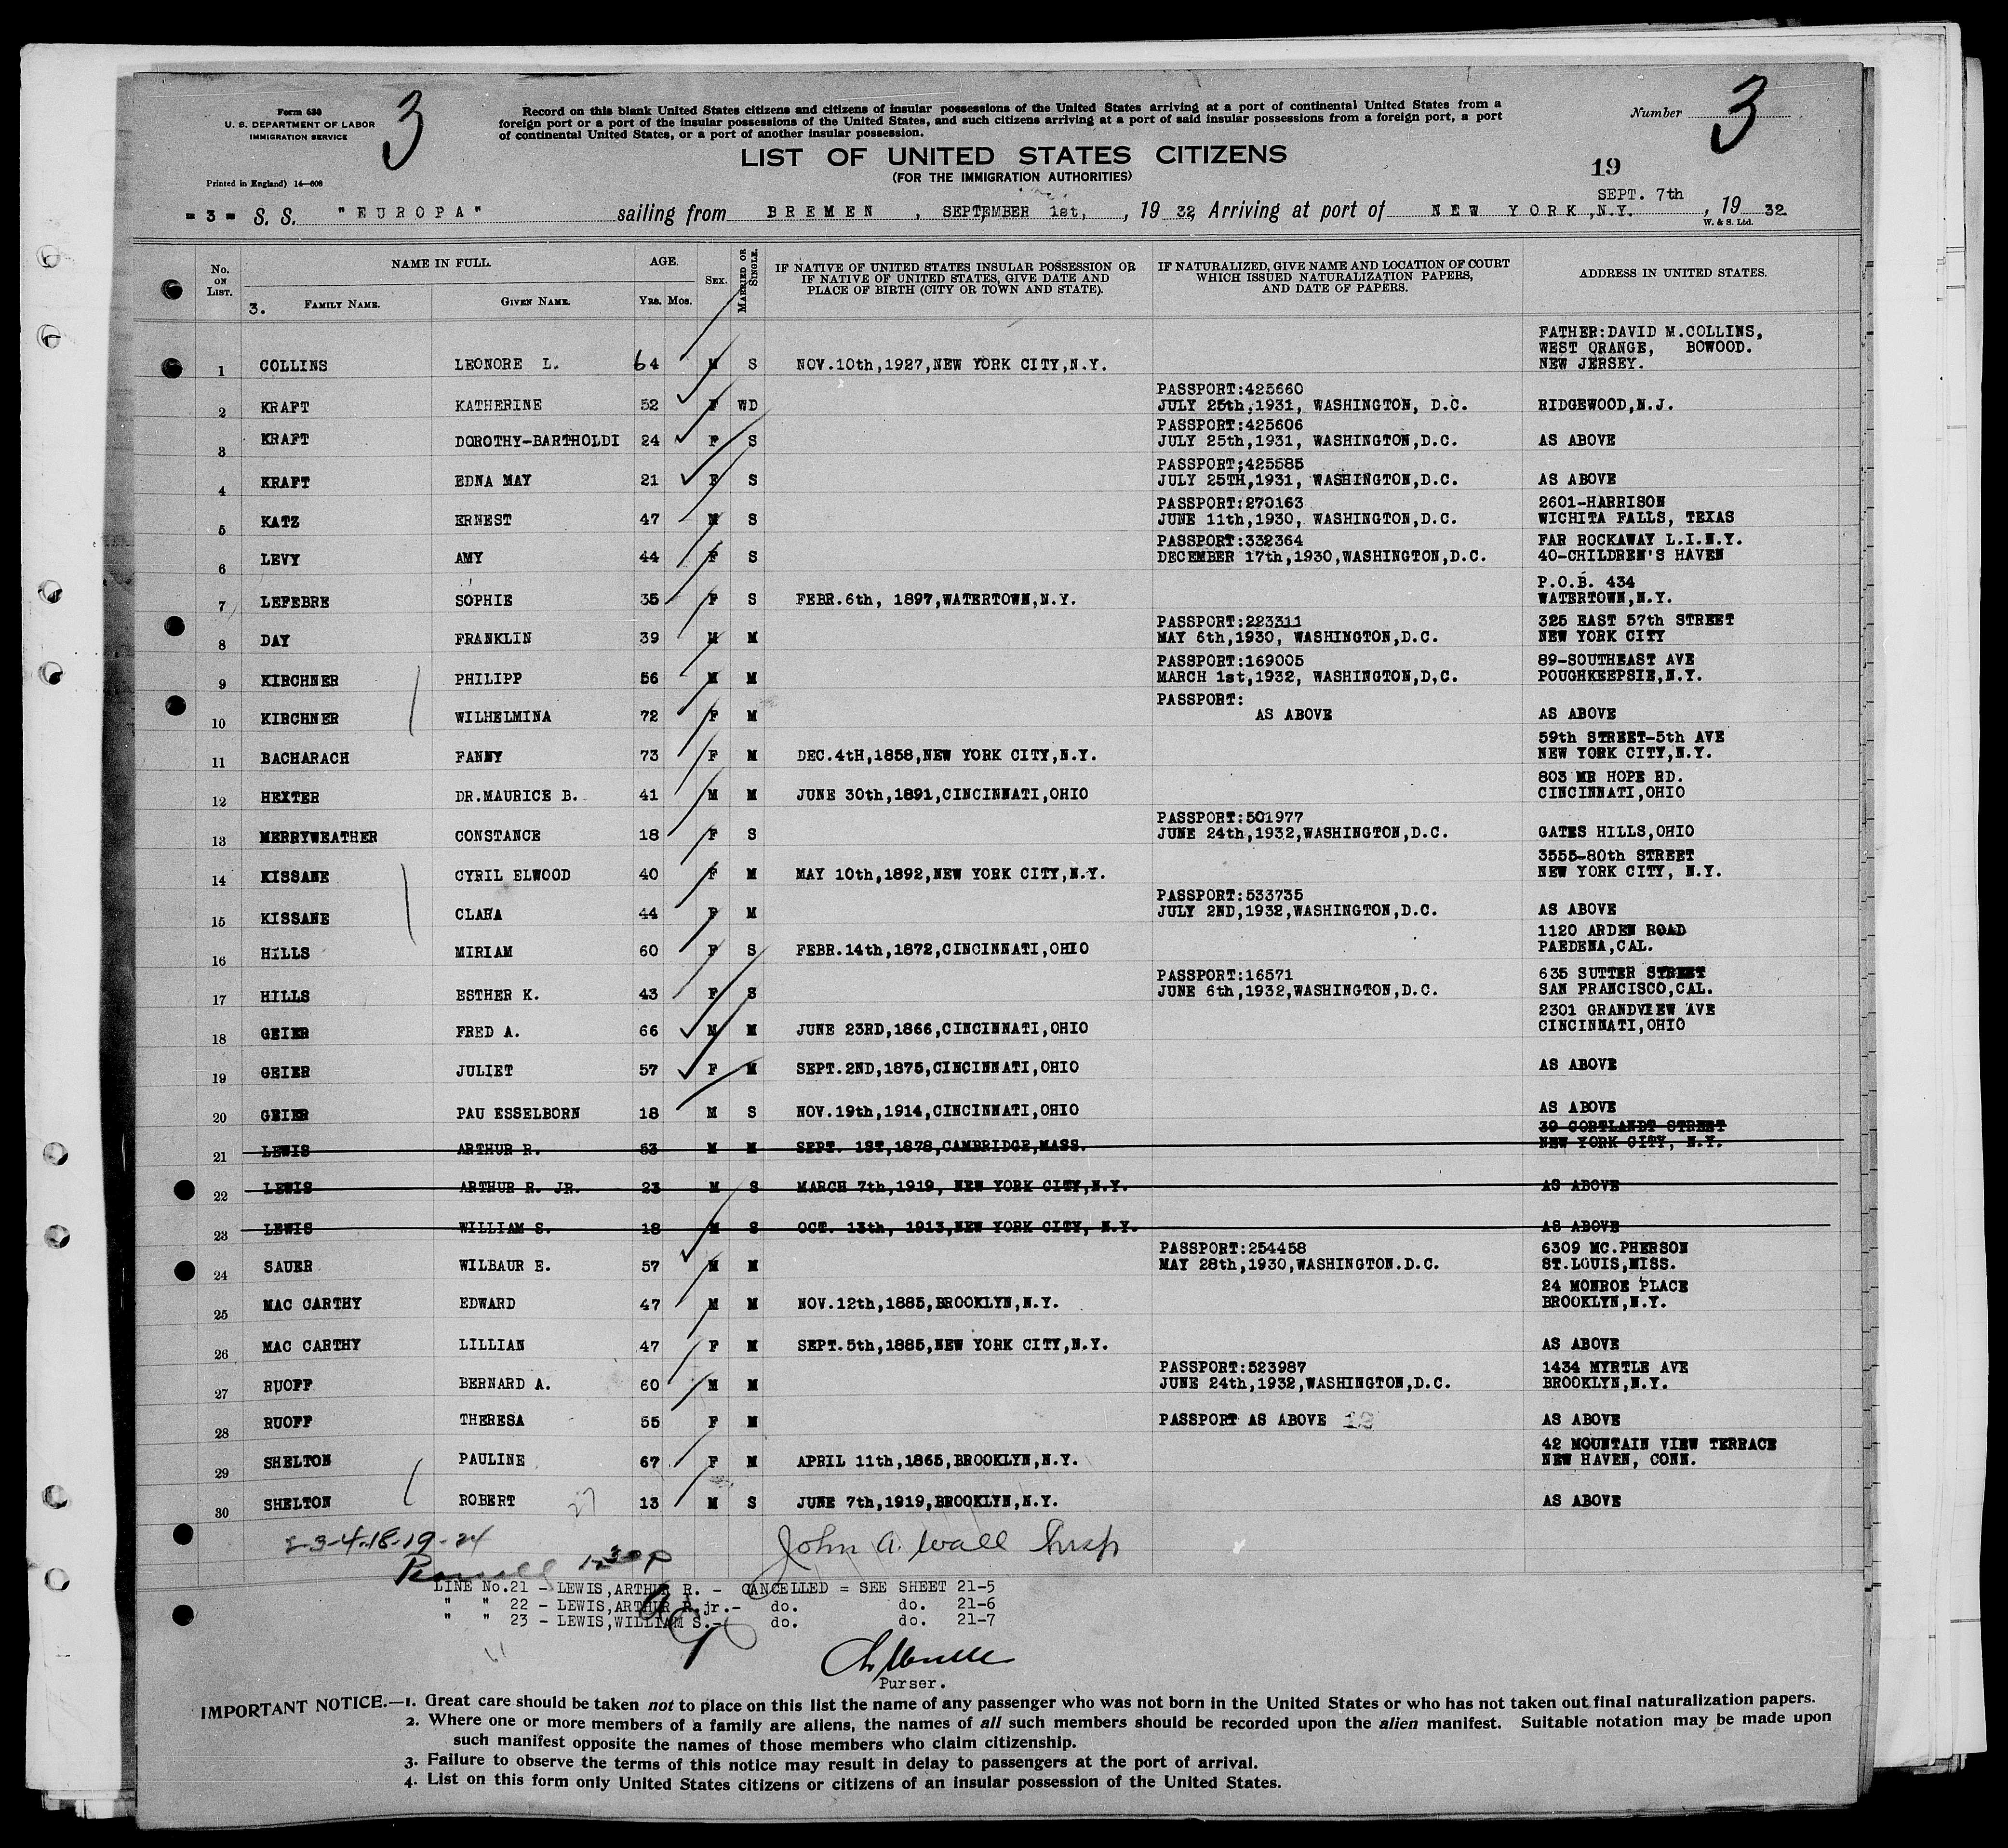 Form 630
U. S. DEPARTMENT OF LABOR
IMMIGRATION SERVICE
3
Record on this blank United States citizens and citizens of insular possessions of the United States arriving at a port of continental United States from a
foreign port or a port of the insular possessions of the United States, and such citizens arriving at a port of said insular possessions from a foreign port, a port
of continental United States, or a port of another insular possession.
Number 3
LIST OF UNITED STATES CITIZENS
(FOR THE IMMIGRATION AUTHORITIES)
19
Printed in England) 14—608
= 3 = S. S. "EUROPA" sailing from BREMEN , SEPTEMBER 1st, , 19 32, Arriving at port of NEW YORK, N.Y. SEPT. 7th , 19 32
W. & S. Ltd.
No. ON LIST. NAME IN FULL. AGE. SEX. MARRIED OR SINGLE. IF NATIVE OF UNITED STATES INSULAR POSSESSION OR IF NATIVE OF UNITED STATES, GIVE DATE AND PLACE OF BIRTH (CITY OR TOWN AND STATE). IF NATURALIZED, GIVE NAME AND LOCATION OF COURT WHICH ISSUED NATURALIZATION PAPERS, AND DATE OF PAPERS. ADDRESS IN UNITED STATES.
3. FAMILY NAME. GIVEN NAME. YRS. MOS.
1 COLLINS LEONORE L. 64 M S NOV.10th,1927,NEW YORK CITY,N.Y. FATHER:DAVID M.COLLINS, WEST ORANGE, BOWOOD. NEW JERSEY.
2 KRAFT KATHERINE 52 F WD PASSPORT:425660 JULY 25th,1931, WASHINGTON, D.C. RIDGEWOOD,N.J.
3 KRAFT DOROTHY-BARTHOLDI 24 F S PASSPORT:425606 JULY 25th,1931, WASHINGTON,D.C. AS ABOVE
4 KRAFT EDNA MAY 21 F S PASSPORT;425585 JULY 25TH,1931, WASHINGTON,D.C. AS ABOVE
5 KATZ ERNEST 47 M S PASSPORT:270163 JUNE 11th,1930, WASHINGTON,D.C. 2601-HARRISON WICHITA FALLS, TEXAS
6 LEVY AMY 44 F S PASSPORT:332364 DECEMBER 17th,1930,WASHINGTON,D.C. FAR ROCKAWAY L.I.N.Y. 40-CHILDREN'S HAVEN
7 LEFEBRE SOPHIE 35 F S FEBR.6th, 1897,WATERTOWN,N.Y. P.O.B. 434 WATERTOWN,N.Y.
8 DAY FRANKLIN 39 M M PASSPORT:223311 MAY 6th,1930, WASHINGTON,D.C. 325 EAST 57th STREET NEW YORK CITY
9 KIRCHNER PHILIPP 56 M M PASSPORT:169005 MARCH 1st,1932, WASHINGTON,D,C. 89-SOUTHEAST AVE POUGHKEEPSIE,N.Y.
10 KIRCHNER WILHELMINA 72 F M PASSPORT: AS ABOVE AS ABOVE
11 BACHARACH FANNY 73 F M DEC.4tH,1858,NEW YORK CITY,N.Y. 59th STREET-5th AVE NEW YORK CITY,N.Y.
12 HEXTER DR.MAURICE B. 41 M M JUNE 30th,1891,CINCINNATI,OHIO 803 MR HOPE RD. CINCINNATI,OHIO
13 MERRYWEATHER CONSTANCE 18 F S PASSPORT:501977 JUNE 24th,1932,WASHINGTON,D.C. GATES HILLS,OHIO
14 KISSANE CYRIL ELWOOD 40 F M MAY 10th,1892,NEW YORK CITY,N.Y. 3555-80th STREET NEW YORK CITY, N.Y.
15 KISSANE CLARA 44 F M PASSPORT:533735 JULY 2ND,1932,WASHINGTON,D.C. AS ABOVE
16 HILLS MIRIAM 60 F S FEBR.14th,1872,CINCINNATI,OHIO 1120 ARDEN ROAD PAEDENA,CAL.
17 HILLS ESTHER K. 43 F S PASSPORT:16571 JUNE 6th,1932,WASHINGTON,D.C. 635 SUTTER STREET SAN FRANCISCO,CAL.
18 GEIER FRED A. 66 M M JUNE 23RD,1866,CINCINNATI,OHIO 2301 GRANDVIEW AVE CINCINNATI,OHIO
19 GEIER JULIET 57 F M SEPT.2ND,1875,CINCINNATI,OHIO AS ABOVE
20 GEIER PAU ESSELBORN 18 M S NOV.19th,1914,CINCINNATI,OHIO AS ABOVE
21 LEWIS ARTHUR R. 53 M M SEPT. 1ST,1878,CAMBRIDGE,MASS. 39 CORTLANDT STREET NEW YORK CITY, N.Y.
22 LEWIS ARTHUR R. JR. 23 M S MARCH 7th,1919, NEW YORK CITY,N.Y. AS ABOVE
23 LEWIS WILLIAM S. 18 M S OCT. 13th, 1913,NEW YORK CITY, N.Y. AS ABOVE
24 SAUER WILBAUR E. 57 M M PASSPORT:254458 MAY 28th,1930,WASHINGTON.D.C. 6309 MC.PHERSON ST.LOUIS,MISS.
25 MAC CARTHY EDWARD 47 M M NOV.12th,1885,BROOKLYN,N.Y. 24 MONROE PLACE BROOKLYN,N.Y.
26 MAC CARTHY LILLIAN 47 F M SEPT.5th,1885,NEW YORK CITY,N.Y. AS ABOVE
27 RUOFF BERNARD A. 60 M M PASSPORT:523987 JUNE 24th,1932,WASHINGTON,D.C. 1434 MYRTLE AVE BROOKLYN,N.Y.
28 RUOFF THERESA 55 F M PASSPORT AS ABOVE AS ABOVE
29 SHELTON PAULINE 67 F M APRIL 11th,1865,BROOKLYN,N.Y. 42 MOUNTAIN VIEW TERRACE NEW HAVEN, CONN.
30 SHELTON ROBERT 13 M S JUNE 7th,1919,BROOKLYN,N.Y. AS ABOVE
27
2-3-4-18-19-24
John A. Wall Insp
LINE No.21 - LEWIS,ARTHUR R. - CANCELLED = SEE SHEET 21-5
" " 22 - LEWIS,ARTHUR R.jr.- do. do. 21-6
" " 23 - LEWIS,WILLIAM S.- do. do. 21-7
Purser.
IMPORTANT NOTICE.—1. Great care should be taken not to place on this list the name of any passenger who was not born in the United States or who has not taken out final naturalization papers.
2. Where one or more members of a family are aliens, the names of all such members should be recorded upon the alien manifest. Suitable notation may be made upon
such manifest opposite the names of those members who claim citizenship.
3. Failure to observe the terms of this notice may result in delay to passengers at the port of arrival.
4. List on this form only United States citizens or citizens of an insular possession of the United States.